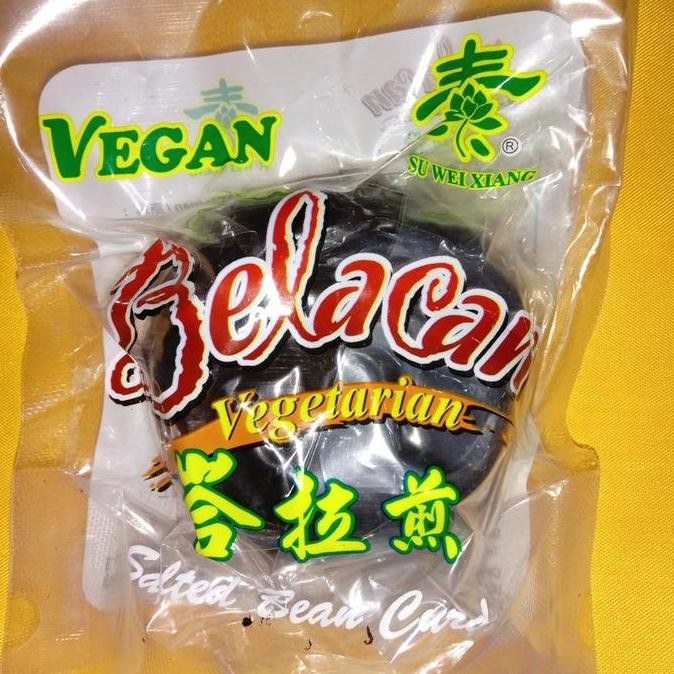 VEGAN
素
®
SU WEI XIANG
Belacan
Vegetarian
峇拉煎
Salted Bean Curd